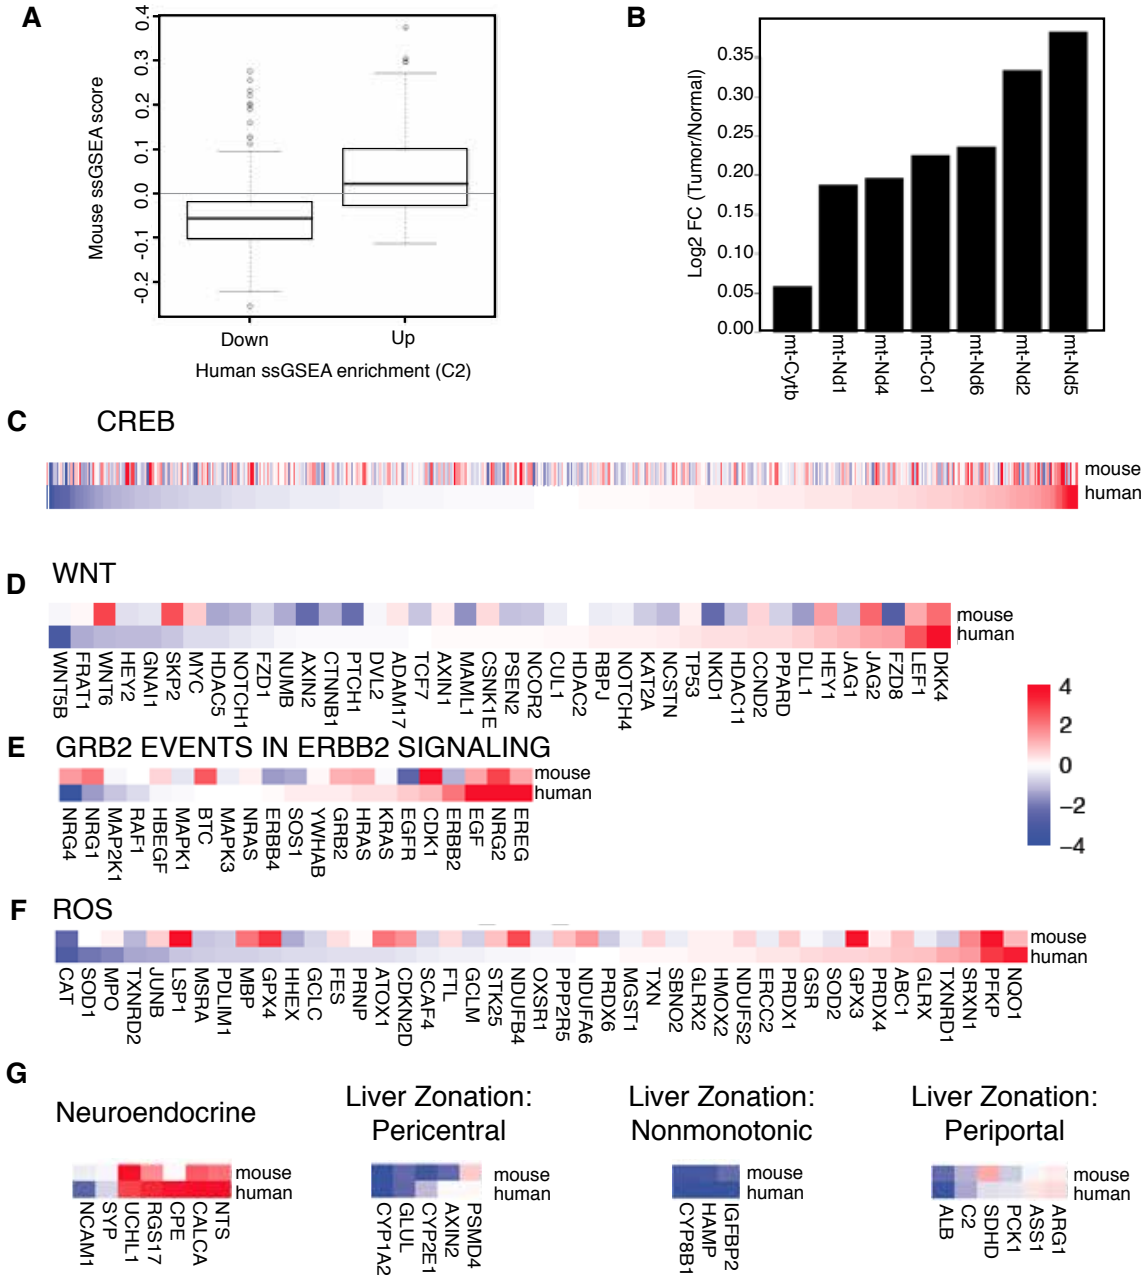 A
Mouse ssGSEA score
0.4
0.3
0.2
0.1
0.0
-0.1
-0.2
Down
Up
Human ssGSEA enrichment (C2)
B
Log2 FC (Tumor/Normal)
0.35
0.30
0.25
0.20
0.15
0.10
0.05
0.00
mt-Cytb
mt-Nd1
mt-Nd4
mt-Co1
mt-Nd6
mt-Nd2
mt-Nd5
C
CREB
mouse
human
D
WNT
mouse
human
WNT5B
FRAT1
WNT6
HEY2
GNAI1
SKP2
MYC
HDAC5
NOTCH1
FZD1
NUMB
AXIN2
CTNNB1
PTCH1
DVL2
ADAM17
TCF7
AXIN1
MAML1
CSNK1E
PSEN2
NCOR2
CUL1
HDAC2
RBPJ
NOTCH4
KAT2A
NCSTN
TP53
NKD1
HDAC11
CCND2
PPARD
DLL1
HEY1
JAG1
JAG2
FZD8
LEF1
DKK4
4
2
0
−2
−4
E
GRB2 EVENTS IN ERBB2 SIGNALING
mouse
human
NRG4
NRG1
MAP2K1
RAF1
HBEGF
MAPK1
BTC
MAPK3
NRAS
ERBB4
SOS1
YWHAB
GRB2
HRAS
KRAS
EGFR
CDK1
ERBB2
EGF
NRG2
EREG
F
ROS
mouse
human
CAT
SOD1
MPO
TXNRD2
JUNB
LSP1
MSRA
PDLIM1
MBP
GPX4
HHEX
GCLC
FES
PRNP
ATOX1
CDKN2D
SCAF4
FTL
GCLM
STK25
NDUFB4
OXSR1
PPP2R5
NDUFA6
PRDX6
MGST1
TXN
SBNO2
GLRX2
HMOX2
NDUFS2
ERCC2
PRDX1
GSR
SOD2
GPX3
PRDX4
ABC1
GLRX
TXNRD1
SRXN1
PFKP
NQO1
G
Neuroendocrine
mouse
human
NCAM1
SYP
UCHL1
RGS17
CPE
CALCA
NTS
Liver Zonation:
Pericentral
mouse
human
CYP1A2
GLUL
CYP2E1
AXIN2
PSMD4
Liver Zonation:
Nonmonotonic
mouse
human
CYP8B1
HAMP
IGFBP2
Liver Zonation:
Periportal
mouse
human
ALB
C2
SDHD
PCK1
ASS1
ARG1